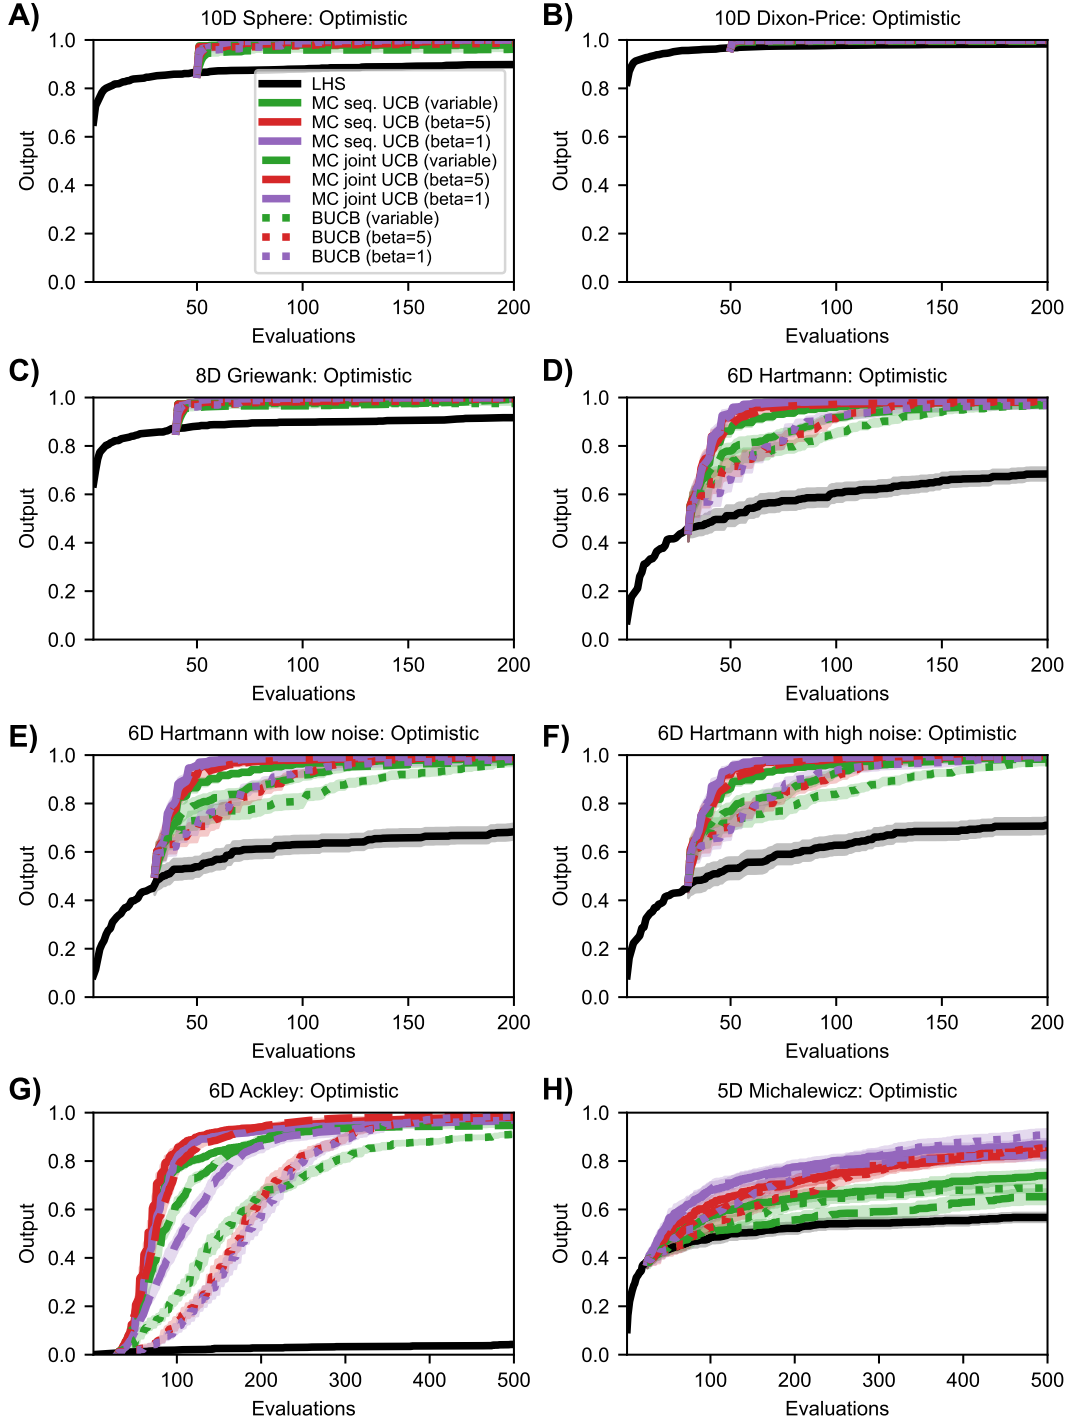 A)
10D Sphere: Optimistic
1.0
0.8
0.6
0.4
0.2
0.0
Output
50
100
150
200
Evaluations
LHS
MC seq. UCB (variable)
MC seq. UCB (beta=5)
MC seq. UCB (beta=1)
MC joint UCB (variable)
MC joint UCB (beta=5)
MC joint UCB (beta=1)
BUCB (variable)
BUCB (beta=5)
BUCB (beta=1)
B)
10D Dixon-Price: Optimistic
1.0
0.8
0.6
0.4
0.2
0.0
Output
50
100
150
200
Evaluations
C)
8D Griewank: Optimistic
1.0
0.8
0.6
0.4
0.2
0.0
Output
50
100
150
200
Evaluations
D)
6D Hartmann: Optimistic
1.0
0.8
0.6
0.4
0.2
0.0
Output
50
100
150
200
Evaluations
E)
6D Hartmann with low noise: Optimistic
1.0
0.8
0.6
0.4
0.2
0.0
Output
50
100
150
200
Evaluations
F)
6D Hartmann with high noise: Optimistic
1.0
0.8
0.6
0.4
0.2
0.0
Output
50
100
150
200
Evaluations
G)
6D Ackley: Optimistic
1.0
0.8
0.6
0.4
0.2
0.0
Output
100
200
300
400
500
Evaluations
H)
5D Michalewicz: Optimistic
1.0
0.8
0.6
0.4
0.2
0.0
Output
100
200
300
400
500
Evaluations